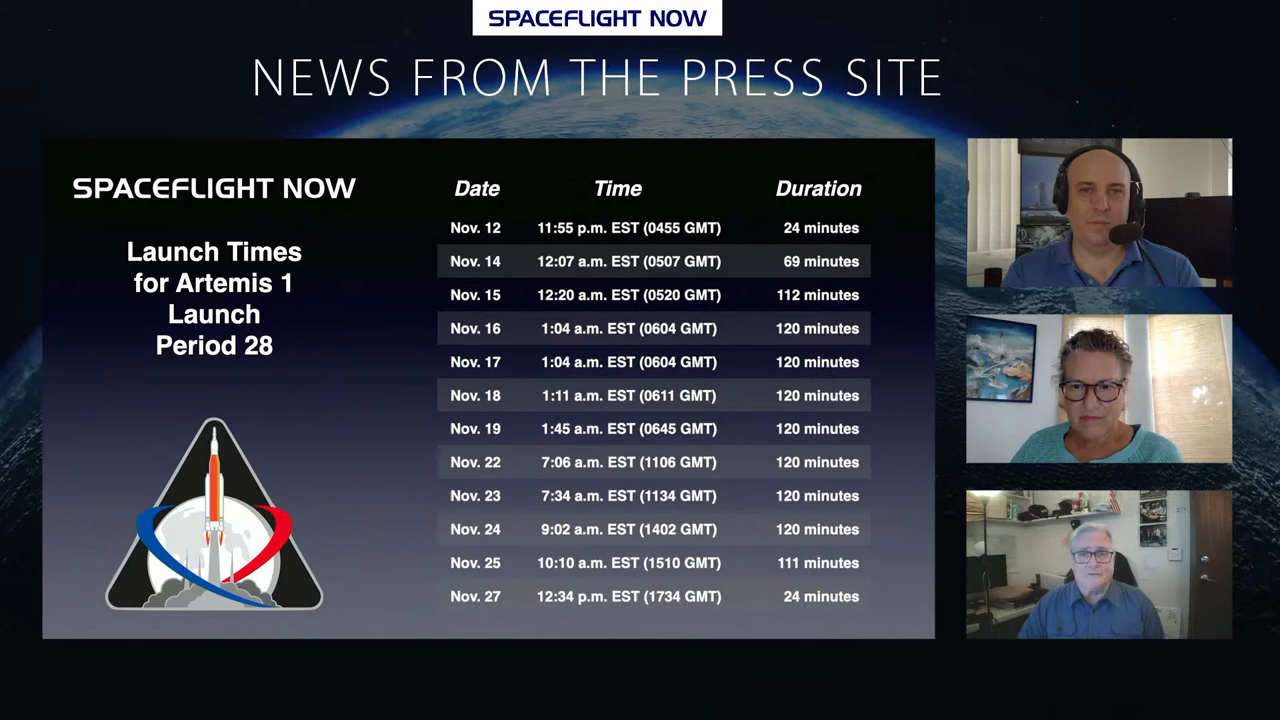 SPACEFLIGHT NOW
NEWS FROM THE PRESS SITE
SPACEFLIGHT NOW
Launch Times
for Artemis 1
Launch
Period 28
Date Time Duration
Nov. 12 11:55 p.m. EST (0455 GMT) 24 minutes
Nov. 14 12:07 a.m. EST (0507 GMT) 69 minutes
Nov. 15 12:20 a.m. EST (0520 GMT) 112 minutes
Nov. 16 1:04 a.m. EST (0604 GMT) 120 minutes
Nov. 17 1:04 a.m. EST (0604 GMT) 120 minutes
Nov. 18 1:11 a.m. EST (0611 GMT) 120 minutes
Nov. 19 1:45 a.m. EST (0645 GMT) 120 minutes
Nov. 22 7:06 a.m. EST (1106 GMT) 120 minutes
Nov. 23 7:34 a.m. EST (1134 GMT) 120 minutes
Nov. 24 9:02 a.m. EST (1402 GMT) 120 minutes
Nov. 25 10:10 a.m. EST (1510 GMT) 111 minutes
Nov. 27 12:34 p.m. EST (1734 GMT) 24 minutes